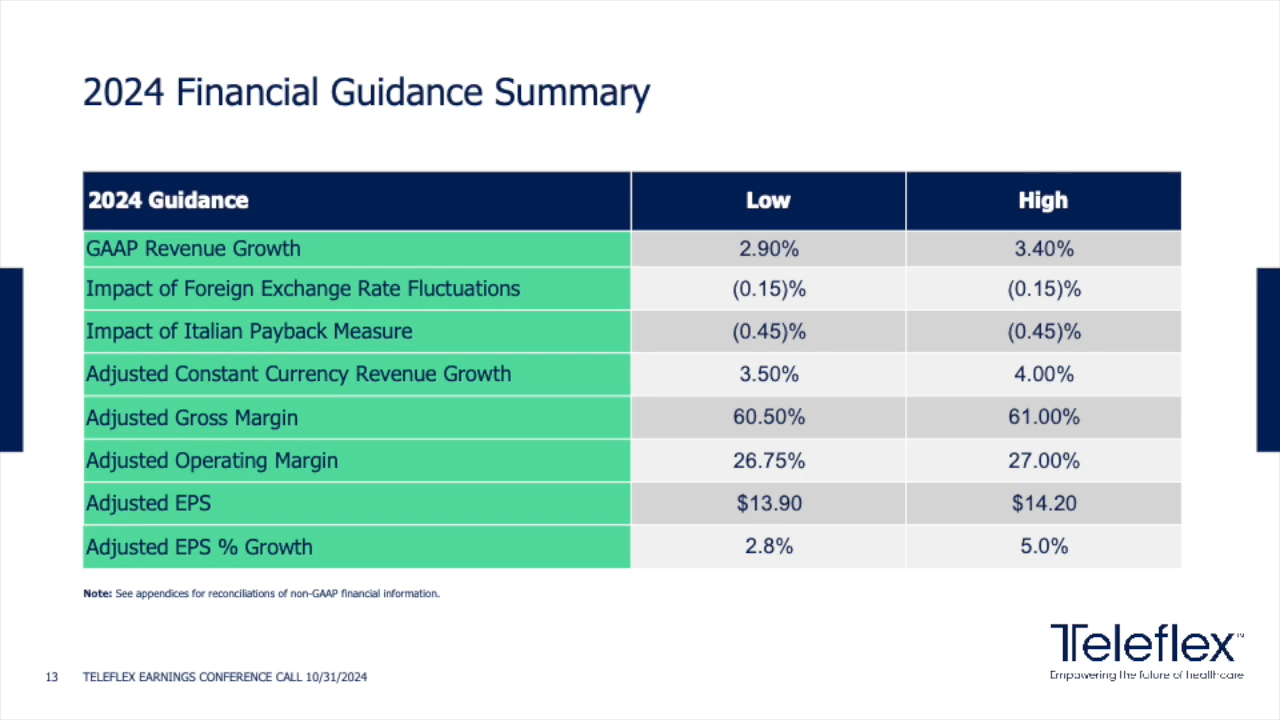 2024 Financial Guidance Summary
2024 Guidance Low High
GAAP Revenue Growth 2.90% 3.40%
Impact of Foreign Exchange Rate Fluctuations (0.15)% (0.15)%
Impact of Italian Payback Measure (0.45)% (0.45)%
Adjusted Constant Currency Revenue Growth 3.50% 4.00%
Adjusted Gross Margin 60.50% 61.00%
Adjusted Operating Margin 26.75% 27.00%
Adjusted EPS $13.90 $14.20
Adjusted EPS % Growth 2.8% 5.0%
Note: See appendices for reconciliations of non-GAAP financial information.
Teleflex™
Empowering the future of healthcare
13 TELEFLEX EARNINGS CONFERENCE CALL 10/31/2024